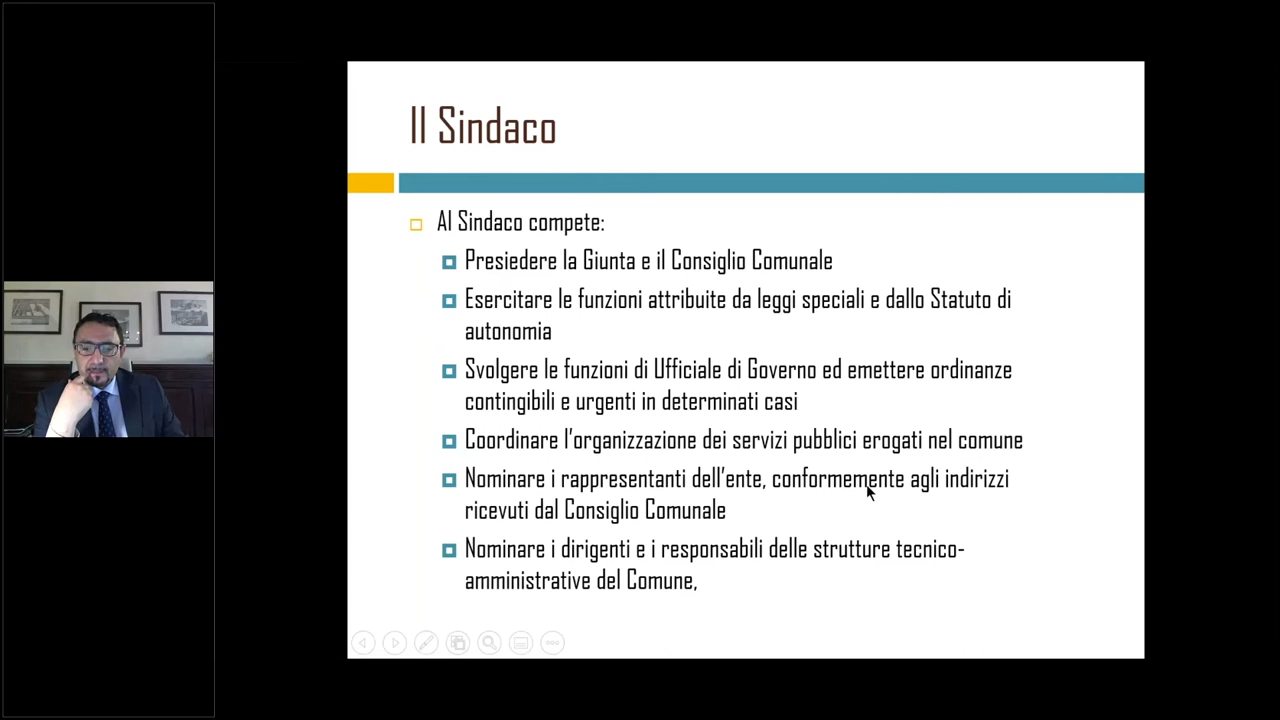 Il Sindaco
Al Sindaco compete:
Presiedere la Giunta e il Consiglio Comunale
Esercitare le funzioni attribuite da leggi speciali e dallo Statuto di
autonomia
Svolgere le funzioni di Ufficiale di Governo ed emettere ordinanze
contingibili e urgenti in determinati casi
Coordinare l'organizzazione dei servizi pubblici erogati nel comune
Nominare i rappresentanti dell'ente, conformemente agli indirizzi
ricevuti dal Consiglio Comunale
Nominare i dirigenti e i responsabili delle strutture tecnico-
amministrative del Comune,